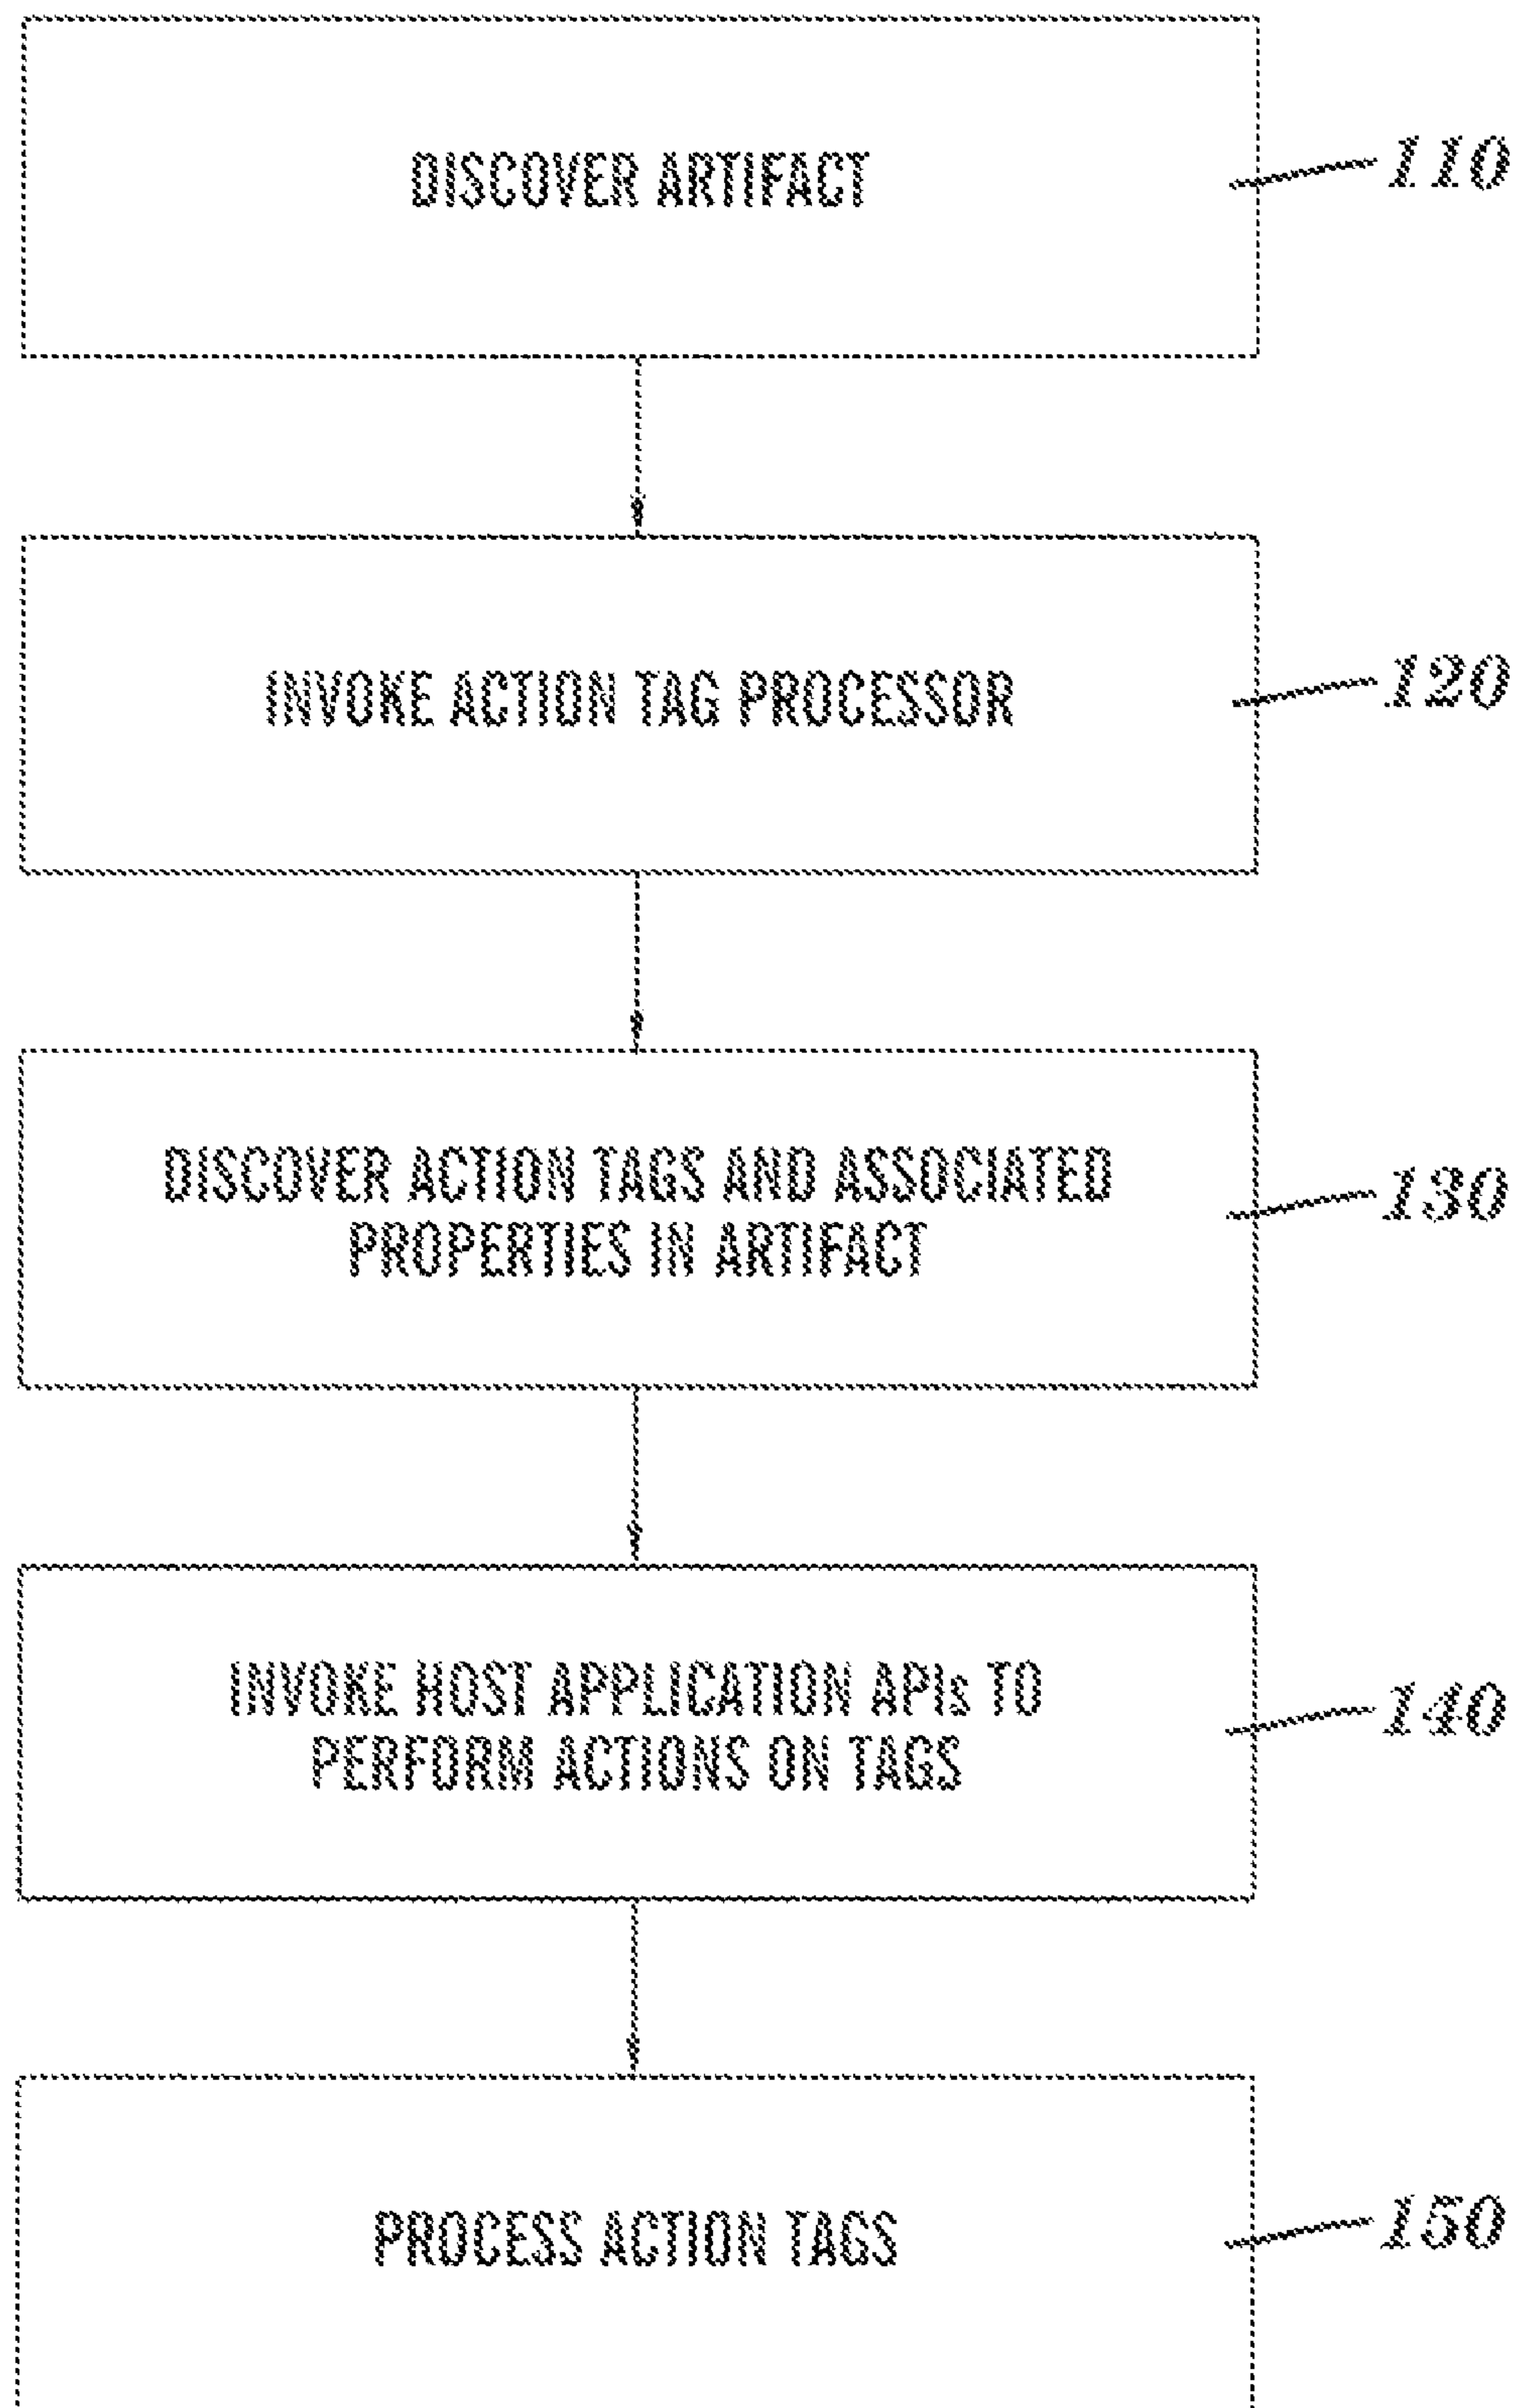 DISCOVER ARTIFACT
110
INVOKE ACTION TAG PROCESSOR
120
DISCOVER ACTION TAGS AND ASSOCIATED
PROPERTIES IN ARTIFACT
130
INVOKE HOST APPLICATION APIs TO
PERFORM ACTIONS ON TAGS
140
PROCESS ACTION TAGS
150